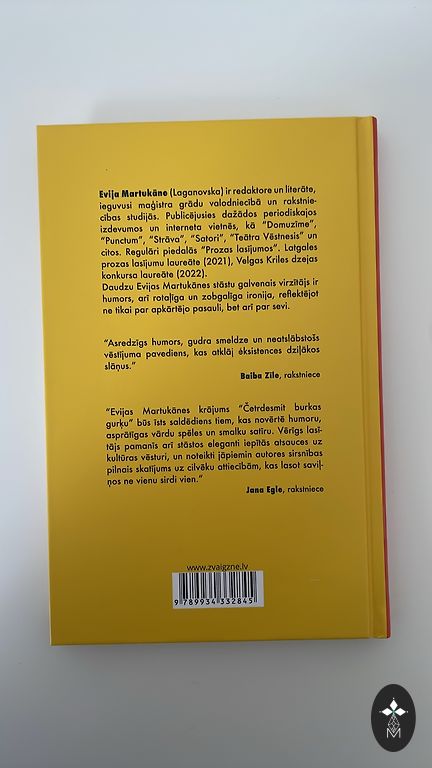 Evija Martukāne (Laganovska) ir redaktore un literāte,
ieguvusi maģistra grādu valodniecībā un rakstnie-
cības studijās. Publicējusies dažādos periodiskajos
izdevumos un interneta vietnēs, kā "Domuzīme",
"Punctum", "Strāva", "Satori", "Teātra Vēstnesis" un
citos. Regulāri piedalās "Prozas lasījumos". Latgales
prozas lasījumu laureāte (2021), Velgas Kriles dzejas
konkursa laureāte (2022).
Daudzu Evijas Martukānes stāstu galvenais virzītājs ir
humors, arī rotaļīga un zobgalīga ironija, reflektējot
ne tikai par apkārtējo pasauli, bet arī par sevi.
"Asredzīgs humors, gudra smeldze un neatslābstošs
vēstījuma pavediens, kas atklāj eksistences dziļākos
slāņus."
Baiba Zīle, rakstniece
"Evijas Martukānes krājums "Četrdesmit burkas
gurķu" būs īsts saldēdiens tiem, kas novērtē humoru,
asprātīgas vārdu spēles un smalku satīru. Vērīgs lasī-
tājs pamanīs arī stāstos eleganti iepītās atsauces uz
kultūras vēsturi, un noteikti jāpiemin autores sirsnības
pilnais skatījums uz cilvēku attiecībām, kas lasot saviļ-
ņos ne vienu sirdi vien."
Jana Egle, rakstniece
www.zvaigzne.lv
9 789934 332845
M